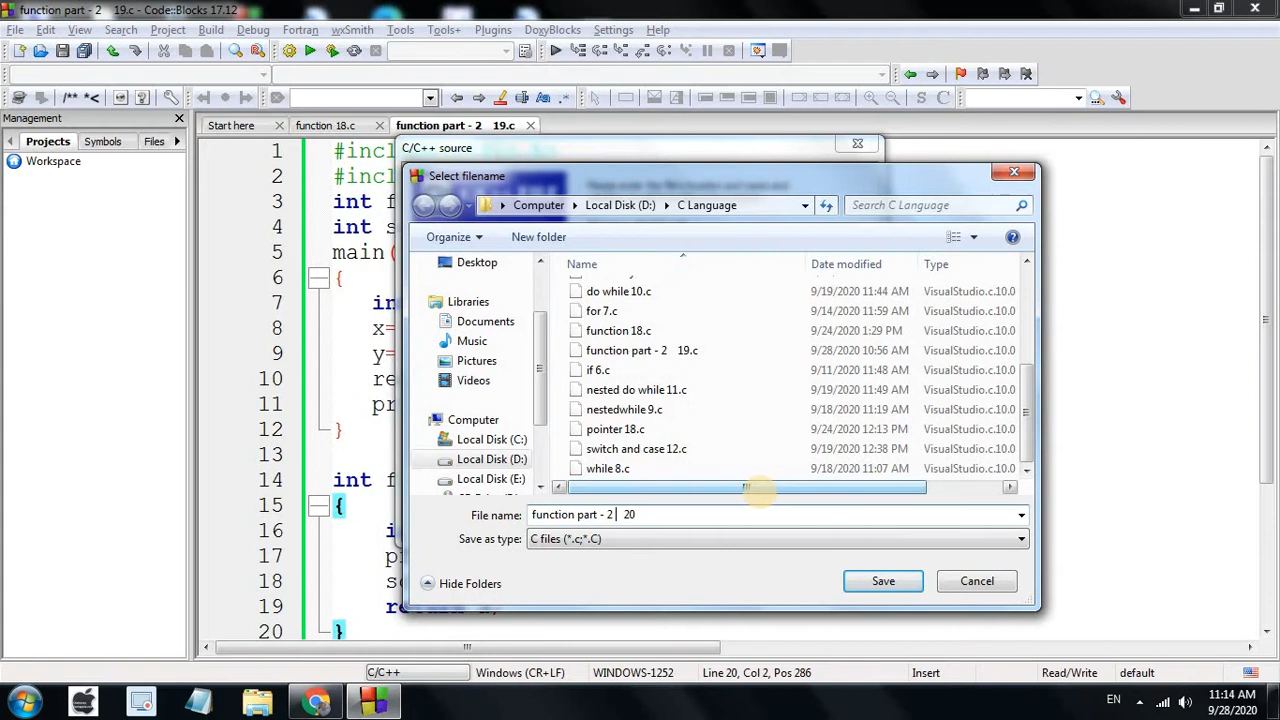 function part - 2    19.c - Code::Blocks 17.12
File Edit View Search Project Build Debug Fortran wxSmith Tools Tools+ Plugins DoxyBlocks Settings Help
/** *<
S C
Management
Projects Symbols Files
Workspace
Start here function 18.c function part - 2    19.c
1 #incl
2 #incl
3 int f
4 int s
5 main(
6 {
7 in
8 x=
9 y=
10 re
11 pr
12 }
13
14 int f
15 {
16 i
17 p
18 s
19
20 }
C/C++ source
Select filename
Computer Local Disk (D:) C Language
Search C Language
Organize New folder
Desktop
Libraries
Documents
Music
Pictures
Videos
Computer
Local Disk (C:)
Local Disk (D:)
Local Disk (E:)
Name Date modified Type
do while 10.c 9/19/2020 11:44 AM VisualStudio.c.10.0
for 7.c 9/14/2020 11:59 AM VisualStudio.c.10.0
function 18.c 9/24/2020 1:29 PM VisualStudio.c.10.0
function part - 2    19.c 9/28/2020 10:56 AM VisualStudio.c.10.0
if 6.c 9/11/2020 11:48 AM VisualStudio.c.10.0
nested do while 11.c 9/19/2020 11:49 AM VisualStudio.c.10.0
nestedwhile 9.c 9/18/2020 11:19 AM VisualStudio.c.10.0
pointer 18.c 9/24/2020 12:13 PM VisualStudio.c.10.0
switch and case 12.c 9/19/2020 12:38 PM VisualStudio.c.10.0
while 8.c 9/18/2020 11:07 AM VisualStudio.c.10.0
File name: function part - 2  20
Save as type: C files (*.c;*.C)
Hide Folders
Save
Cancel
C/C++ Windows (CR+LF) WINDOWS-1252 Line 20, Col 2, Pos 286 Insert Read/Write default
EN
11:14 AM
9/28/2020